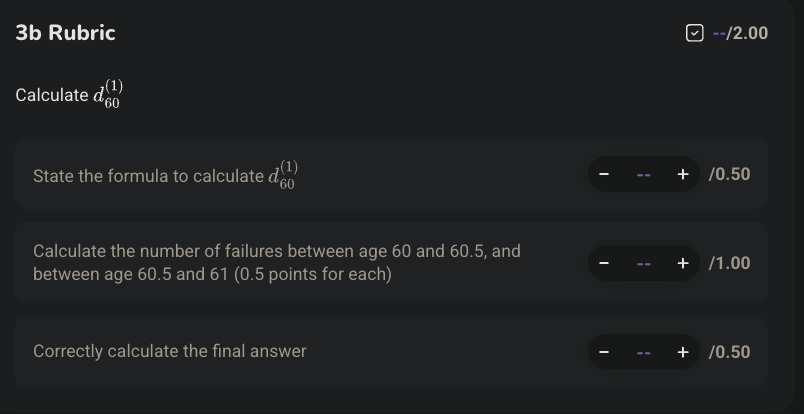 3b Rubric
--/2.00
Calculate d_{60}^{(1)}
State the formula to calculate d_{60}^{(1)}
− -- + /0.50
Calculate the number of failures between age 60 and 60.5, and
between age 60.5 and 61 (0.5 points for each)
− -- + /1.00
Correctly calculate the final answer
− -- + /0.50